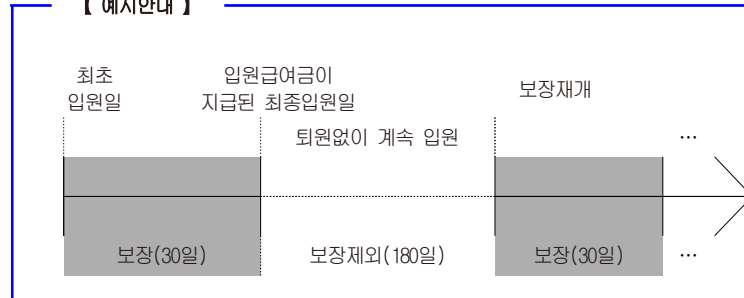 【 예시안내 】
최초
입원일
입원급여금이
지급된 최종입원일
보장재개
퇴원없이 계속 입원
…
보장(30일)
보장제외(180일)
보장(30일)
…